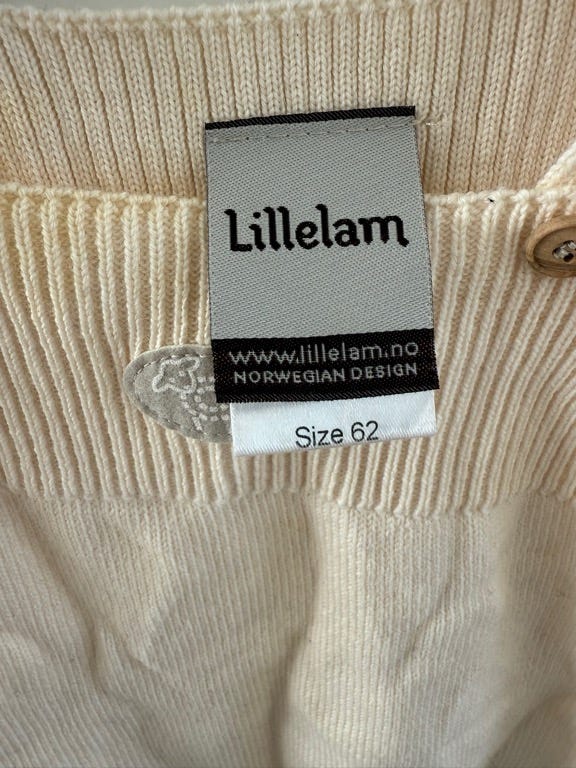 Lillelam
www.lillelam.no
NORWEGIAN DESIGN
Size 62